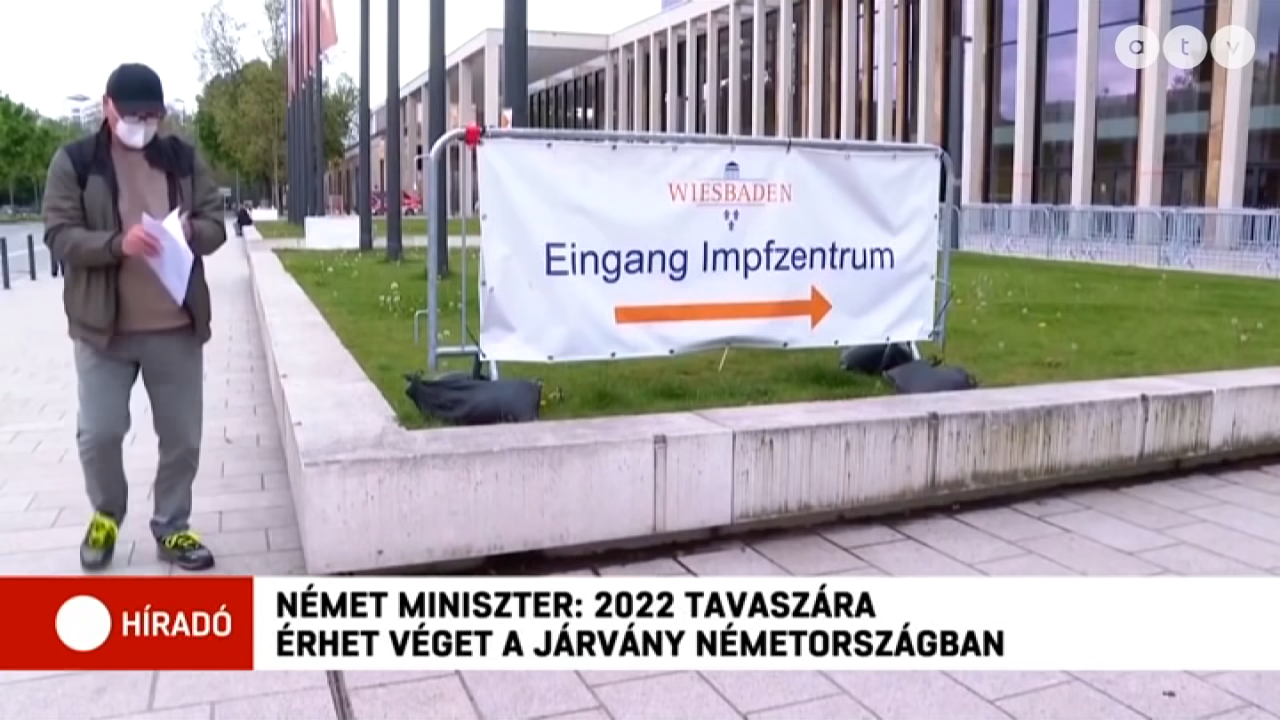 atv
WIESBADEN
Eingang Impfzentrum
HÍRADÓ
NÉMET MINISZTER: 2022 TAVASZÁRA
ÉRHET VÉGET A JÁRVÁNY NÉMETORSZÁGBAN